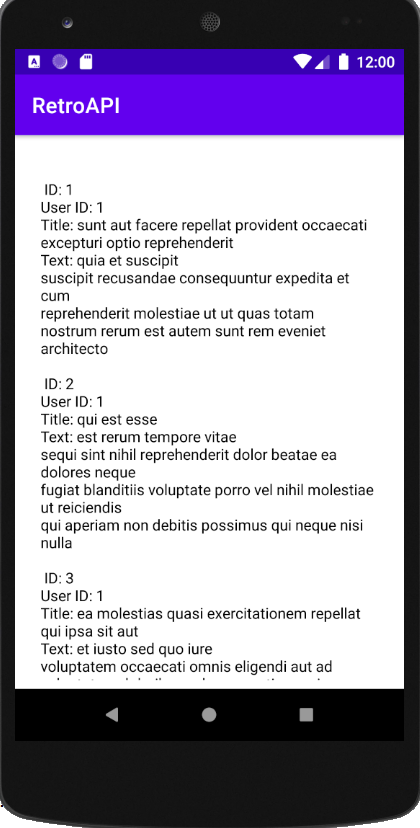 12:00
RetroAPI
ID: 1
User ID: 1
Title: sunt aut facere repellat provident occaecati
excepturi optio reprehenderit
Text: quia et suscipit
suscipit recusandae consequuntur expedita et
cum
reprehenderit molestiae ut ut quas totam
nostrum rerum est autem sunt rem eveniet
architecto
ID: 2
User ID: 1
Title: qui est esse
Text: est rerum tempore vitae
sequi sint nihil reprehenderit dolor beatae ea
dolores neque
fugiat blanditiis voluptate porro vel nihil molestiae
ut reiciendis
qui aperiam non debitis possimus qui neque nisi
nulla
ID: 3
User ID: 1
Title: ea molestias quasi exercitationem repellat
qui ipsa sit aut
Text: et iusto sed quo iure
voluptatem occaecati omnis eligendi aut ad